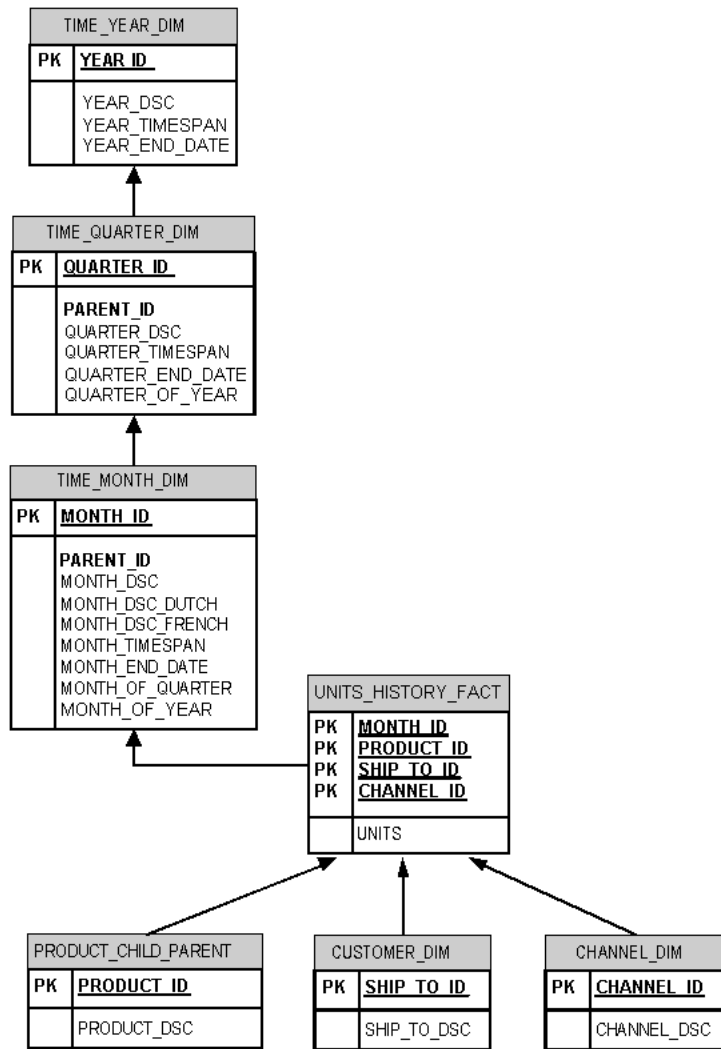 TIME_YEAR_DIM
PK YEAR_ID
YEAR_DSC
YEAR_TIMESPAN
YEAR_END_DATE
TIME_QUARTER_DIM
PK QUARTER_ID
PARENT_ID
QUARTER_DSC
QUARTER_TIMESPAN
QUARTER_END_DATE
QUARTER_OF_YEAR
TIME_MONTH_DIM
PK MONTH_ID
PARENT_ID
MONTH_DSC
MONTH_DSC_DUTCH
MONTH_DSC_FRENCH
MONTH_TIMESPAN
MONTH_END_DATE
MONTH_OF_QUARTER
MONTH_OF_YEAR
UNITS_HISTORY_FACT
PK MONTH_ID
PK PRODUCT_ID
PK SHIP_TO_ID
PK CHANNEL_ID
UNITS
PRODUCT_CHILD_PARENT
PK PRODUCT_ID
PRODUCT_DSC
CUSTOMER_DIM
PK SHIP_TO_ID
SHIP_TO_DSC
CHANNEL_DIM
PK CHANNEL_ID
CHANNEL_DSC